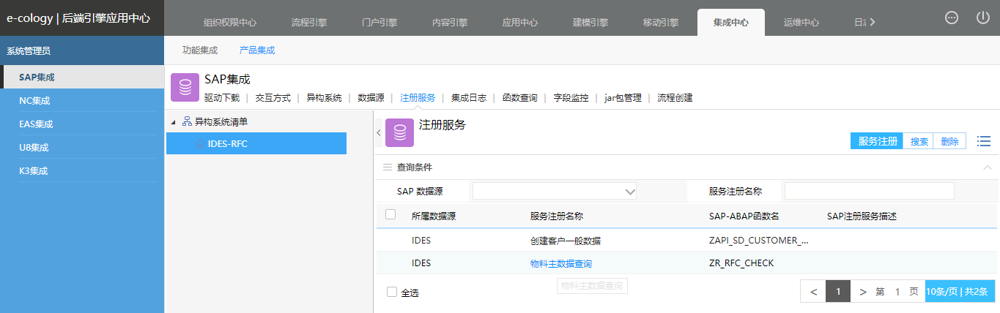 e-cology | 后端引擎应用中心
组织权限中心 流程引擎 门户引擎 内容引擎 应用中心 建模引擎 移动引擎 集成中心 运维中心 日志
系统管理员
功能集成 产品集成
SAP集成
NC集成
EAS集成
U8集成
K3集成
SAP集成
驱动下载 | 交互方式 | 异构系统 | 数据源 | 注册服务 | 集成日志 | 函数查询 | 字段监控 | jar包管理 | 流程创建
异构系统清单
IDES-RFC
注册服务
服务注册 搜索 删除
查询条件
SAP 数据源 服务注册名称
所属数据源 服务注册名称 SAP-ABAP函数名 SAP注册服务描述
IDES 创建客户一般数据 ZAPI_SD_CUSTOMER_...
IDES 物料主数据查询 ZR_RFC_CHECK
物料主数据查询
全选
< 1 > 第 1 页 10条/页 | 共2条